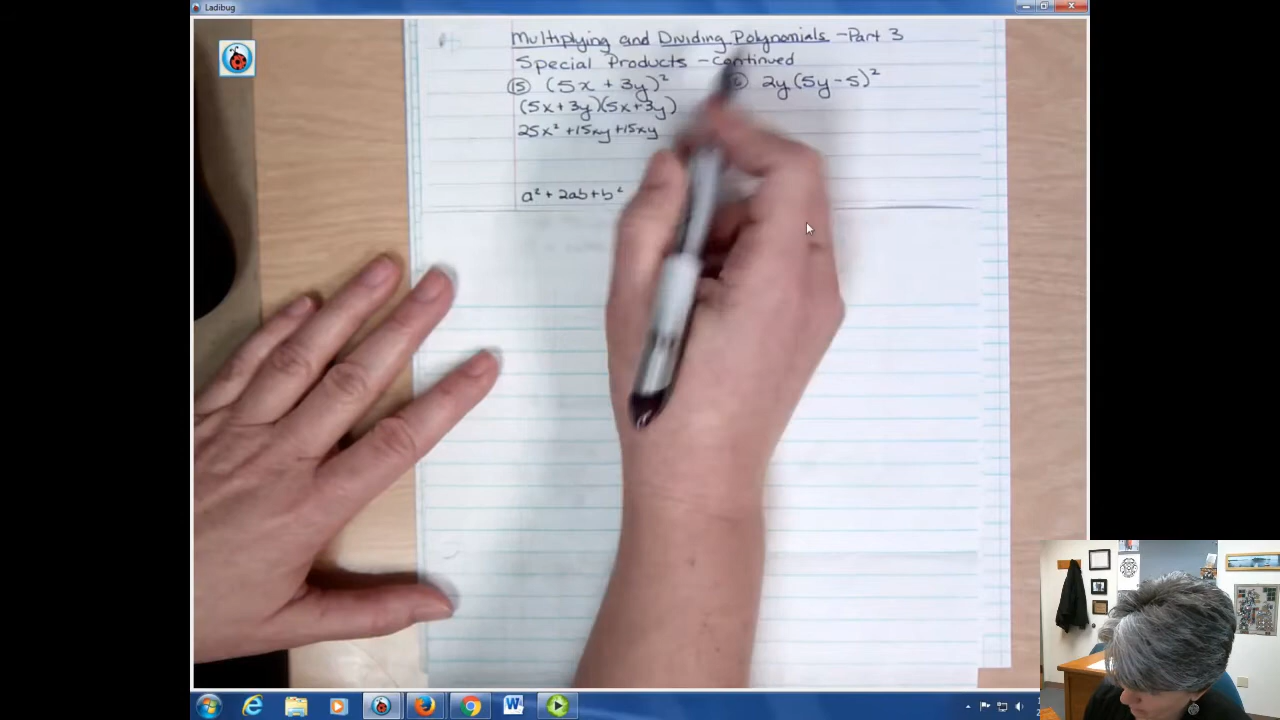 Ladibug
Multiplying and Dividing Polynomials - Part 3
Special Products - continued
15 (5x + 3y)²
2y(5y - 5)²
(5x + 3y)(5x + 3y)
25x² + 15xy + 15xy
a² + 2ab + b²